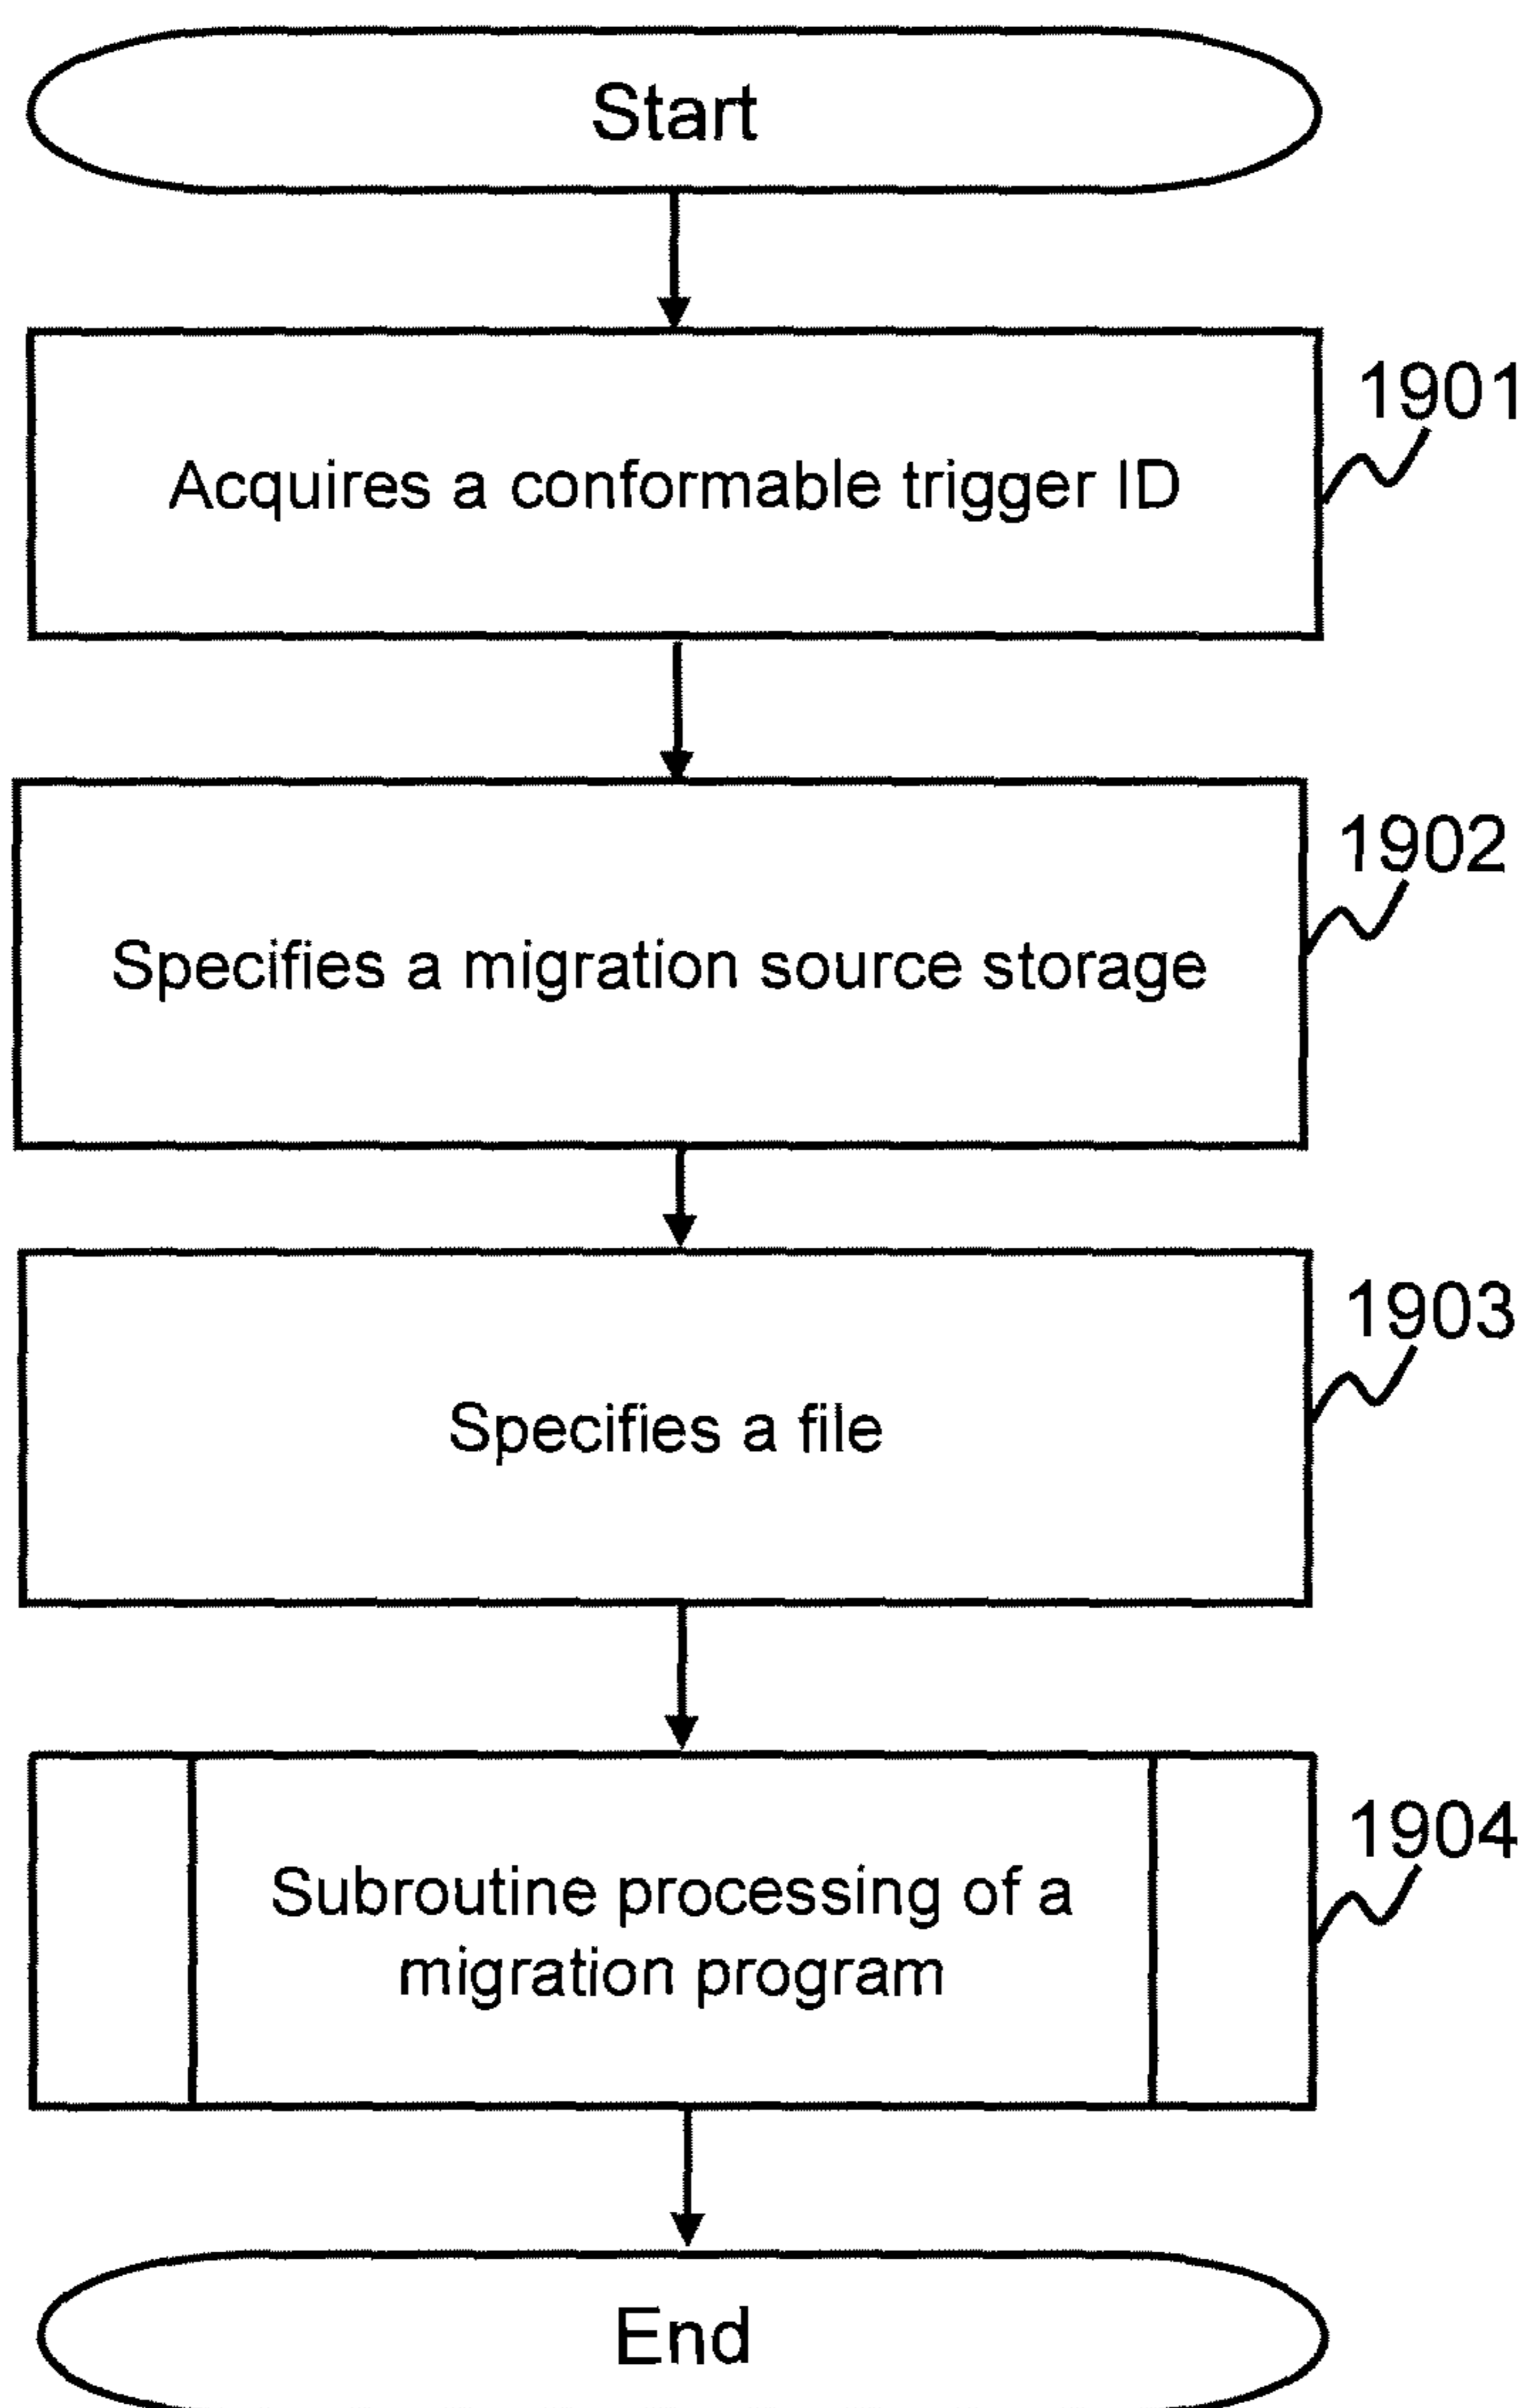 Start
1901
Acquires a conformable trigger ID
1902
Specifies a migration source storage
1903
Specifies a file
1904
Subroutine processing of a
migration program
End